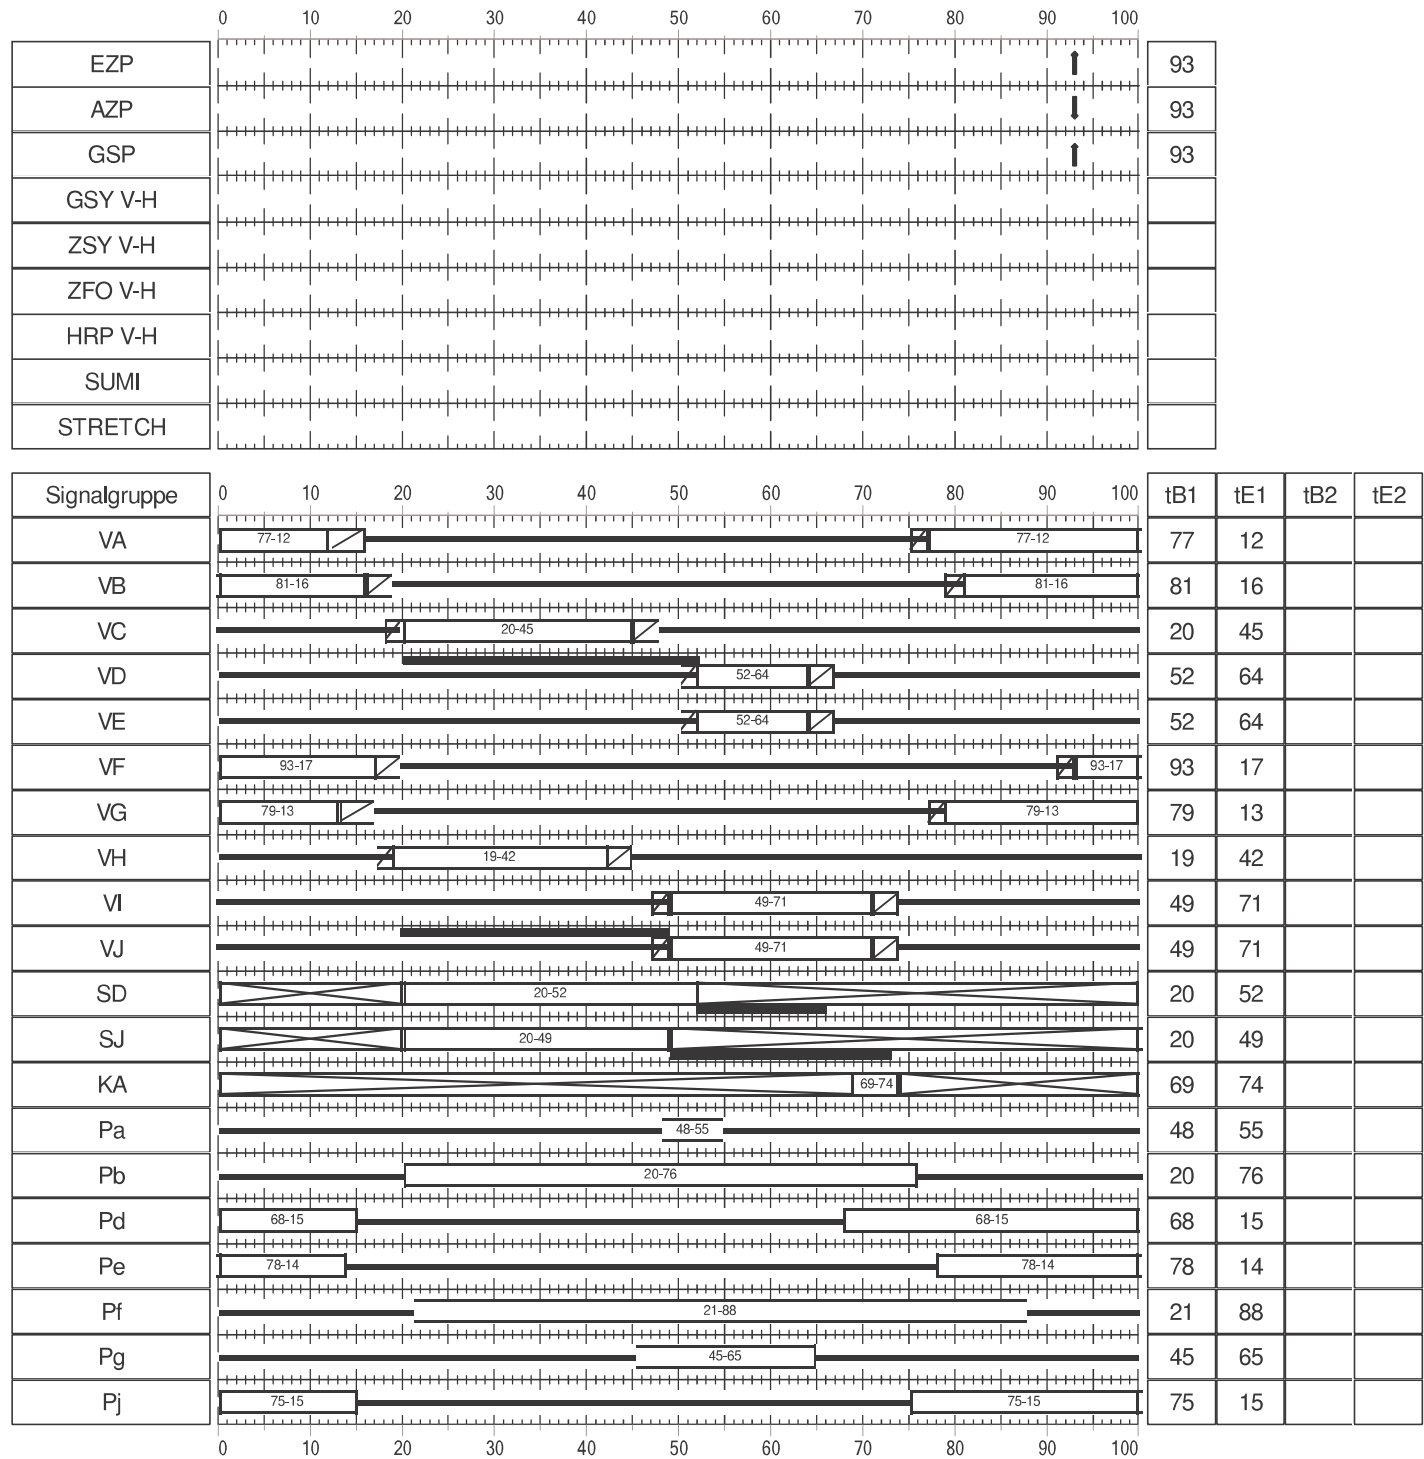 0 10 20 30 40 50 60 70 80 90 100
EZP 93
AZP 93
GSP 93
GSY V-H
ZSY V-H
ZFO V-H
HRP V-H
SUMI
STRETCH
Signalgruppe 0 10 20 30 40 50 60 70 80 90 100 tB1 tE1 tB2 tE2
VA 77-12 77-12 77 12
VB 81-16 81-16 81 16
VC 20-45 20 45
VD 52-64 52 64
VE 52-64 52 64
VF 93-17 93-17 93 17
VG 79-13 79-13 79 13
VH 19-42 19 42
VI 49-71 49 71
VJ 49-71 49 71
SD 20-52 20 52
SJ 20-49 20 49
KA 69-74 69 74
Pa 48-55 48 55
Pb 20-76 20 76
Pd 68-15 68-15 68 15
Pe 78-14 78-14 78 14
Pf 21-88 21 88
Pg 45-65 45 65
Pj 75-15 75-15 75 15
0 10 20 30 40 50 60 70 80 90 100